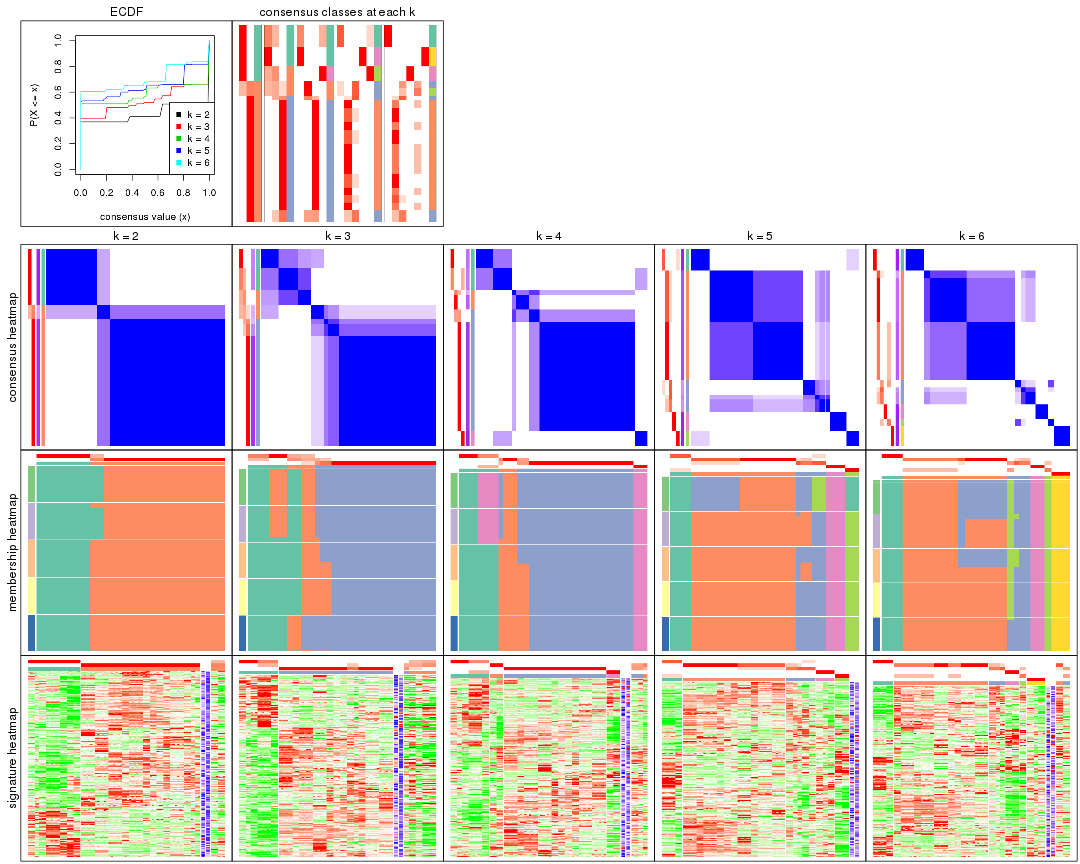 ECDF
consensus classes at each k
P(X <= x)
1.0
0.8
0.6
0.4
0.2
0.0
k = 2
k = 3
k = 4
k = 5
k = 6
0.0 0.2 0.4 0.6 0.8 1.0
consensus value (x)
k = 2
k = 3
k = 4
k = 5
k = 6
consensus heatmap
membership heatmap
signature heatmap